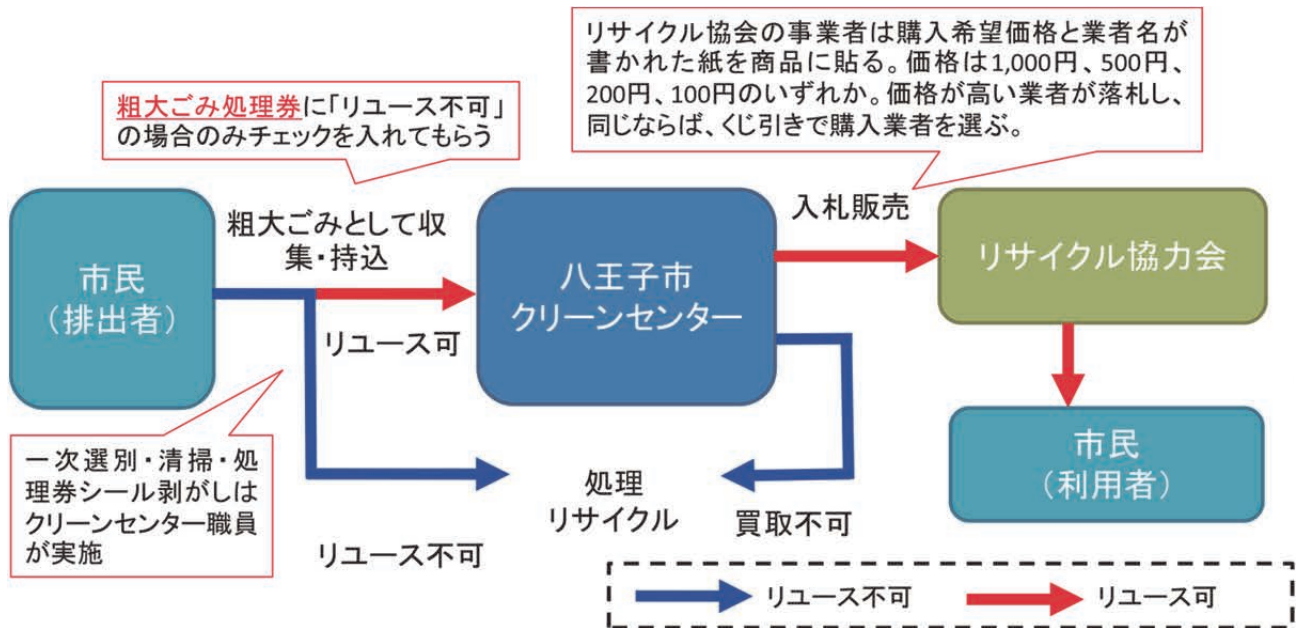 リサイクル協会の事業者は購入希望価格と業者名が
書かれた紙を商品に貼る。価格は1,000円、500円、
200円、100円のいずれか。価格が高い業者が落札し、
同じならば、くじ引きで購入業者を選ぶ。
粗大ごみ処理券に「リユース不可」
の場合のみチェックを入れてもらう
市民
（排出者）
粗大ごみとして収
集・持込
リユース可
八王子市
クリーンセンター
入札販売
リサイクル協力会
市民
（利用者）
一次選別・清掃・処
理券シール剥がしは
クリーンセンター職員
が実施
リユース不可
処理
リサイクル
買取不可
リユース不可
リユース可